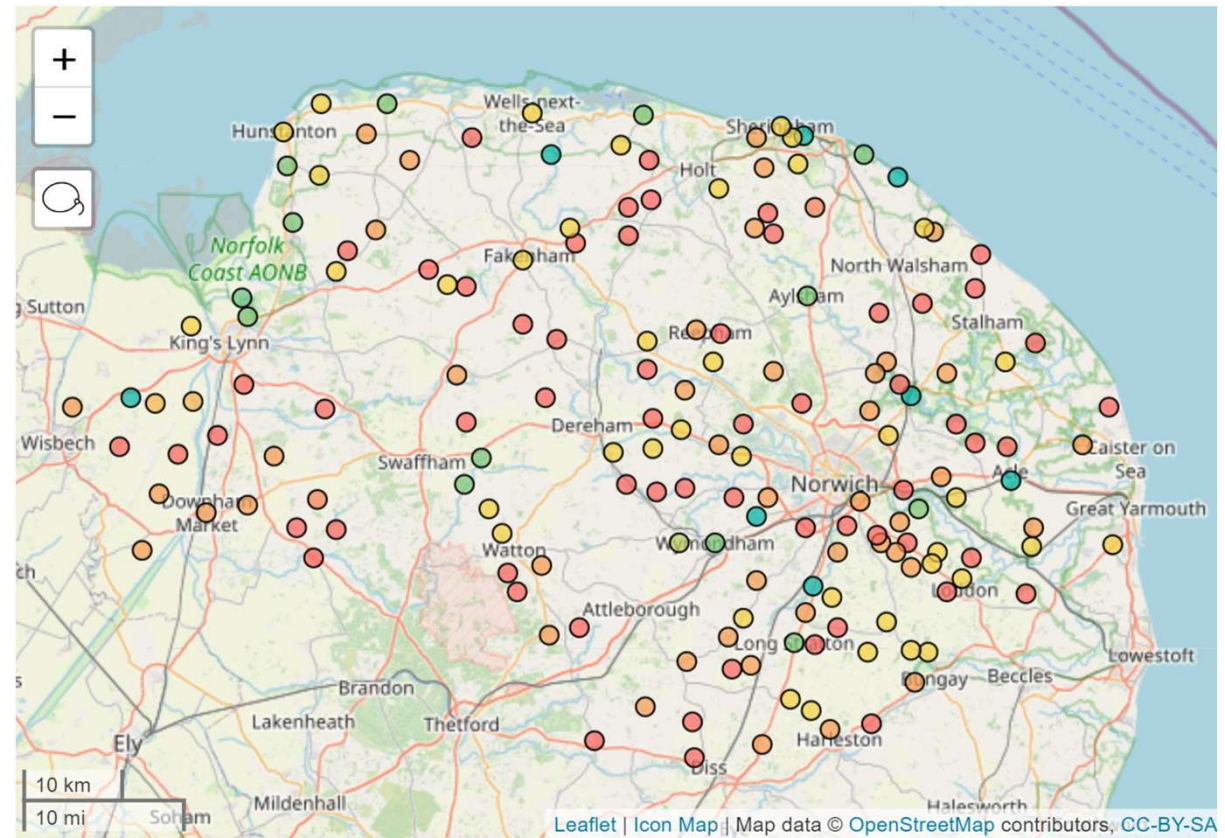 +
−
Wells-next-
the-Sea
Hunstanton
Sheringham
Holt
Norfolk
Coast AONB
Fakenham
North Walsham
Aylsham
g Sutton
Stalham
Reepham
King's Lynn
Dereham
Wisbech
Caister on
Sea
Swaffham
Acle
Norwich
Downham
Market
Great Yarmouth
Wymondham
Watton
ch
Loddon
Attleborough
Long Stratton
Lowestoft
Bungay
Beccles
s
Brandon
Lakenheath
Thetford
Ely
Harleston
Diss
10 km
Mildenhall
Halesworth
10 mi
Soham
Eye
Leaflet | Icon Map | Map data © OpenStreetMap contributors, CC-BY-SA